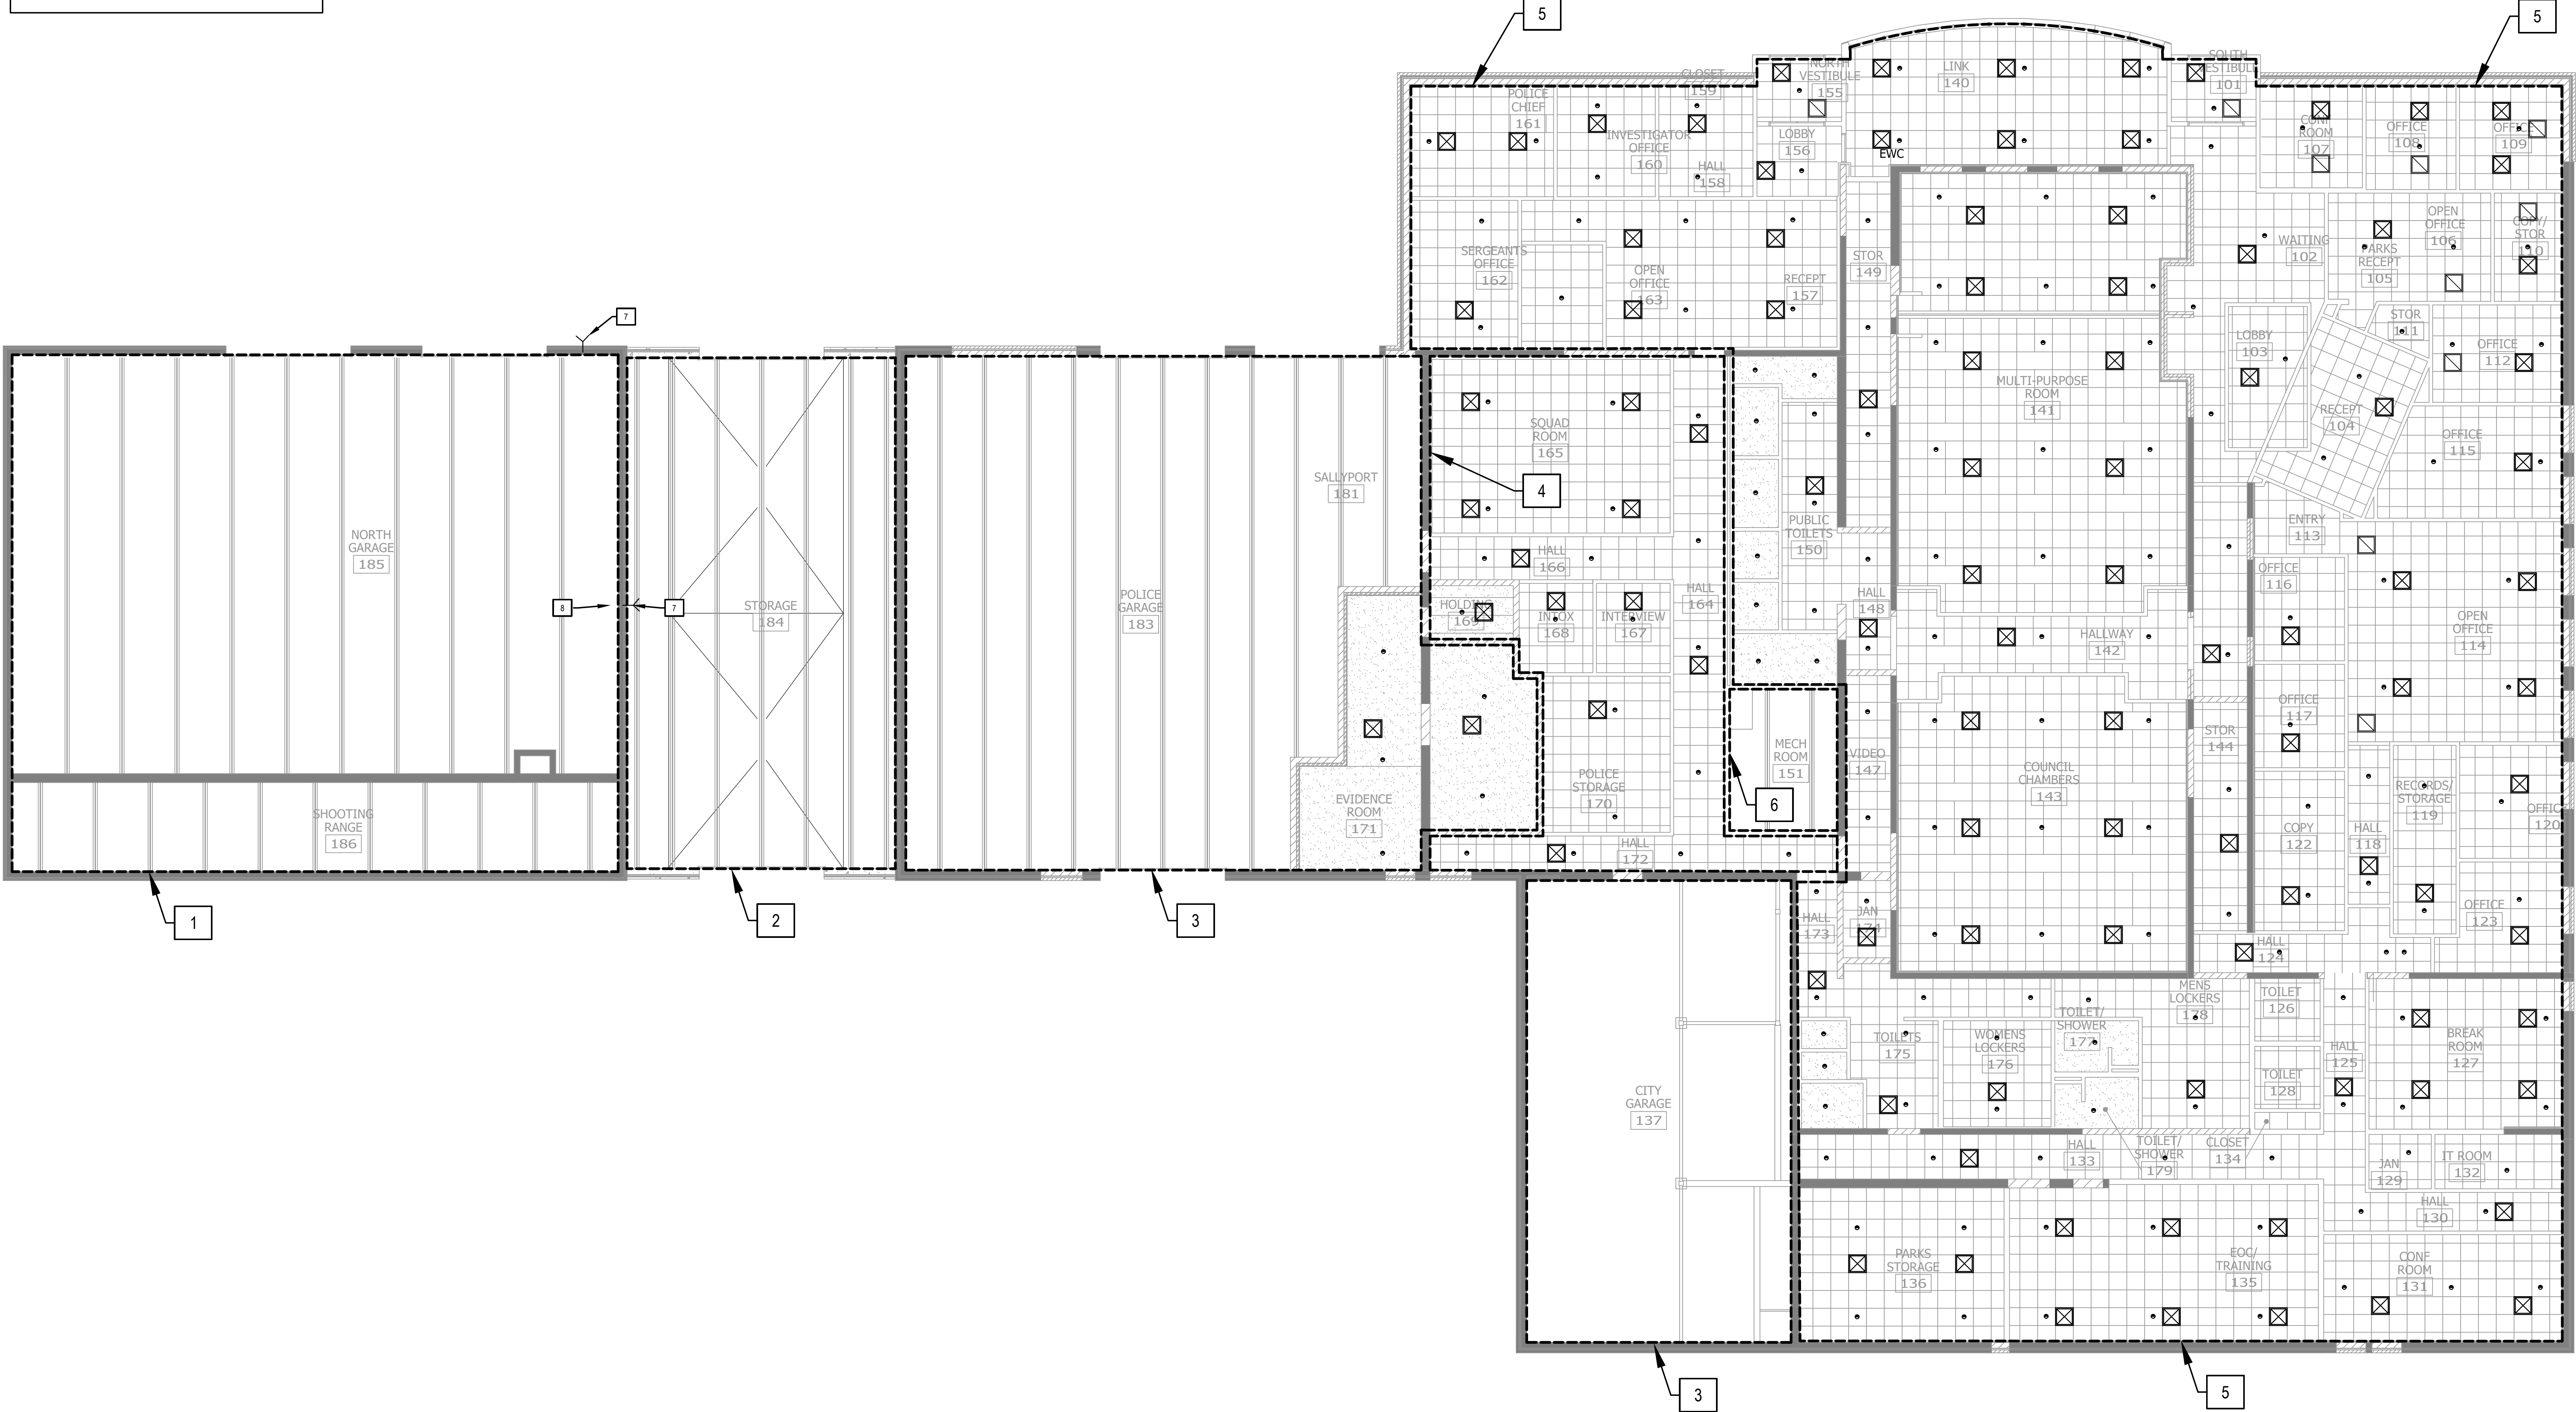 5
5
CLOSET
159
NORTH
VESTIBULE
155
LINK
140
SOUTH
VESTIBULE
101
POLICE
CHIEF
161
INVESTIGATOR
OFFICE
160
HALL
158
LOBBY
156
EWC
CONF
ROOM
107
OFFICE
108
OFFICE
109
SERGEANTS
OFFICE
162
OPEN
OFFICE
163
RECEPT
157
STOR
149
WAITING
102
PARKS
RECEPT
105
OPEN
OFFICE
106
COPY/
STOR
110
7
LOBBY
103
STOR
111
OFFICE
112
MULTI-PURPOSE
ROOM
141
RECEPT
104
OFFICE
115
SQUAD
ROOM
165
SALLYPORT
181
4
NORTH
GARAGE
185
PUBLIC
TOILETS
150
ENTRY
113
HALL
166
OFFICE
116
8
7
STORAGE
184
POLICE
GARAGE
183
HOLDING
169
INTOX
168
INTERVIEW
167
HALL
164
HALL
148
HALLWAY
142
OPEN
OFFICE
114
OFFICE
117
STOR
144
MECH
ROOM
151
VIDEO
147
COUNCIL
CHAMBERS
143
POLICE
STORAGE
170
6
RECORDS/
STORAGE
119
OFFICE
120
EVIDENCE
ROOM
171
SHOOTING
RANGE
186
COPY
122
HALL
118
HALL
172
1
2
3
HALL
173
JAN
174
HALL
124
OFFICE
123
MENS
LOCKERS
178
TOILET
126
TOILETS
175
WOMENS
LOCKERS
176
TOILET/
SHOWER
177
TOILET
128
HALL
125
BREAK
ROOM
127
CITY
GARAGE
137
HALL
133
TOILET/
SHOWER
179
CLOSET
134
JAN
129
IT ROOM
132
HALL
130
PARKS
STORAGE
136
EOC/
TRAINING
135
CONF
ROOM
131
3
5